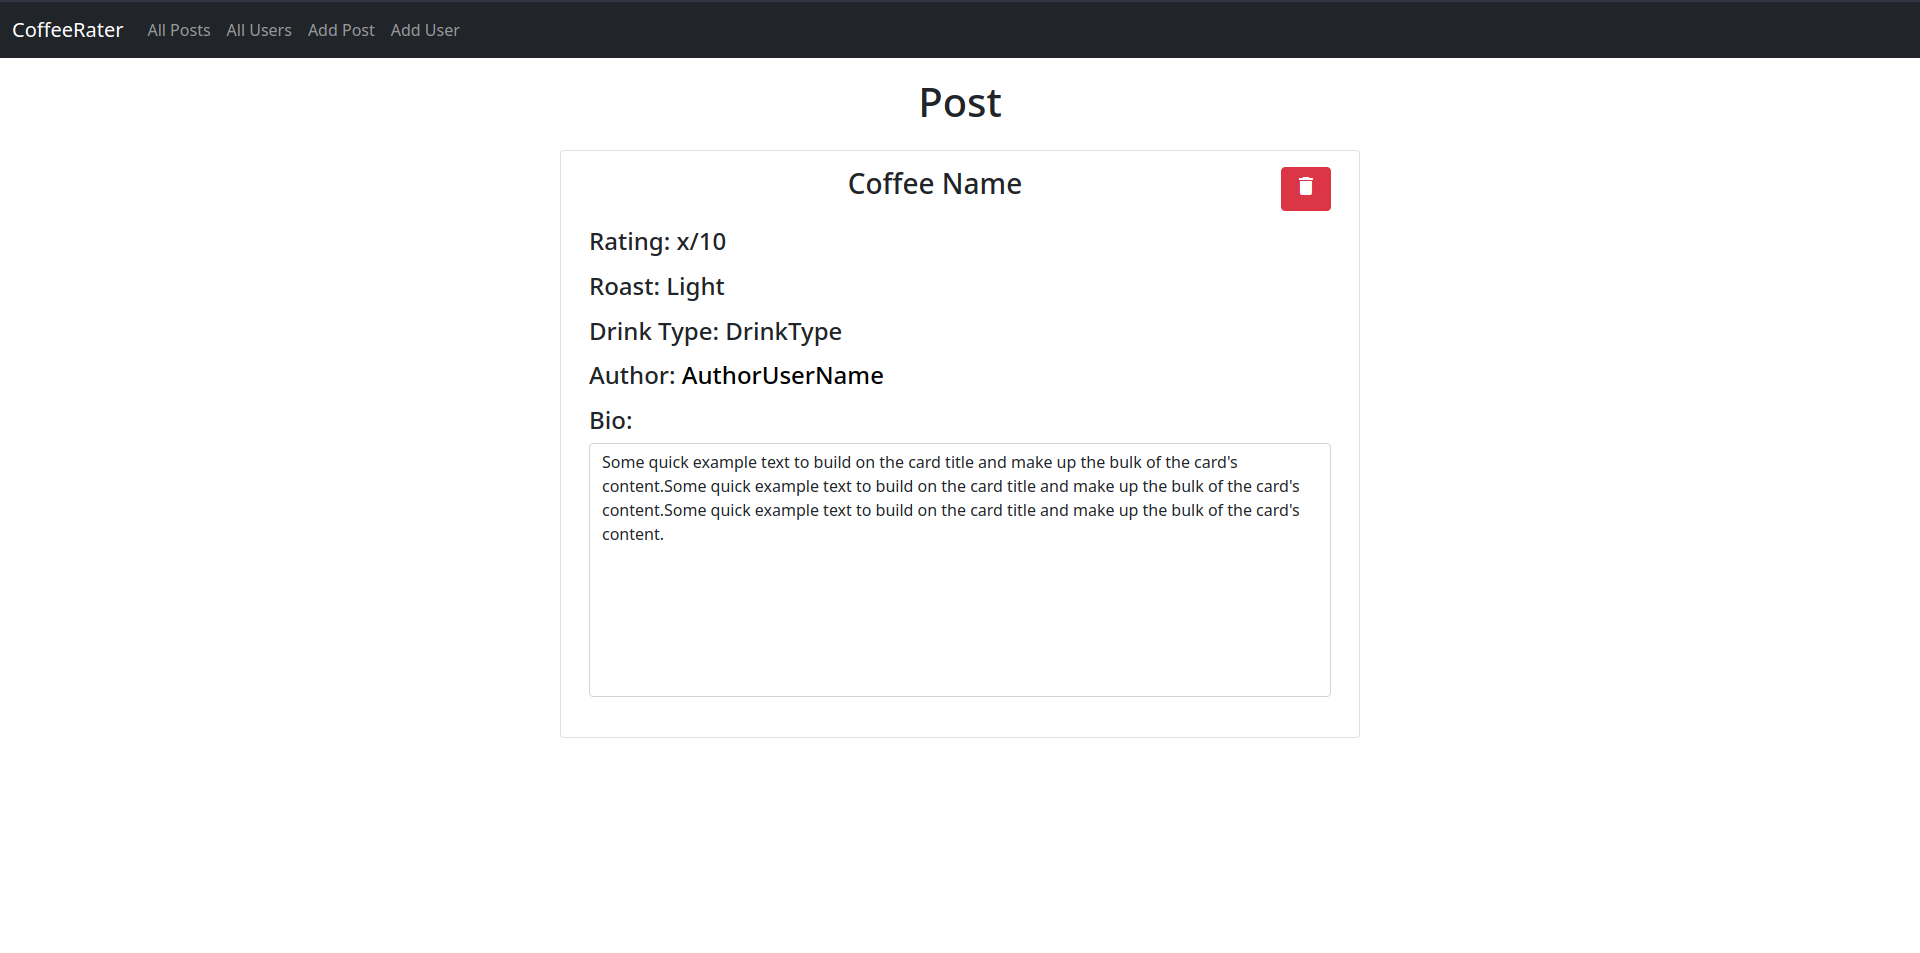 CoffeeRater All Posts All Users Add Post Add User
Post
Coffee Name
Rating: x/10
Roast: Light
Drink Type: DrinkType
Author: AuthorUserName
Bio:
Some quick example text to build on the card title and make up the bulk of the card's
content.Some quick example text to build on the card title and make up the bulk of the card's
content.Some quick example text to build on the card title and make up the bulk of the card's
content.